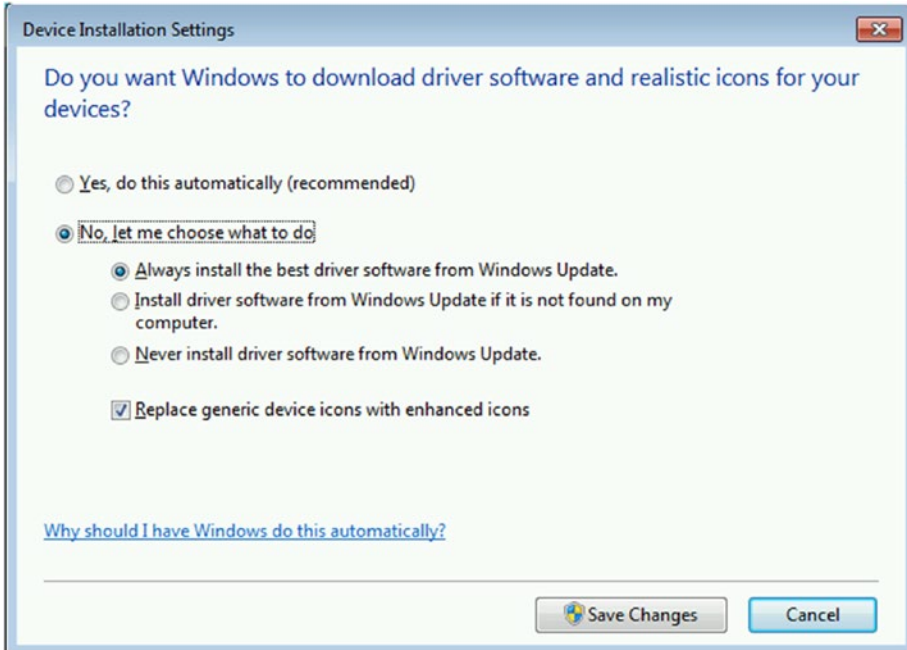 Device Installation Settings
Do you want Windows to download driver software and realistic icons for your
devices?
Yes, do this automatically (recommended)
No, let me choose what to do
Always install the best driver software from Windows Update.
Install driver software from Windows Update if it is not found on my
computer.
Never install driver software from Windows Update.
Replace generic device icons with enhanced icons
Why should I have Windows do this automatically?
Save Changes
Cancel